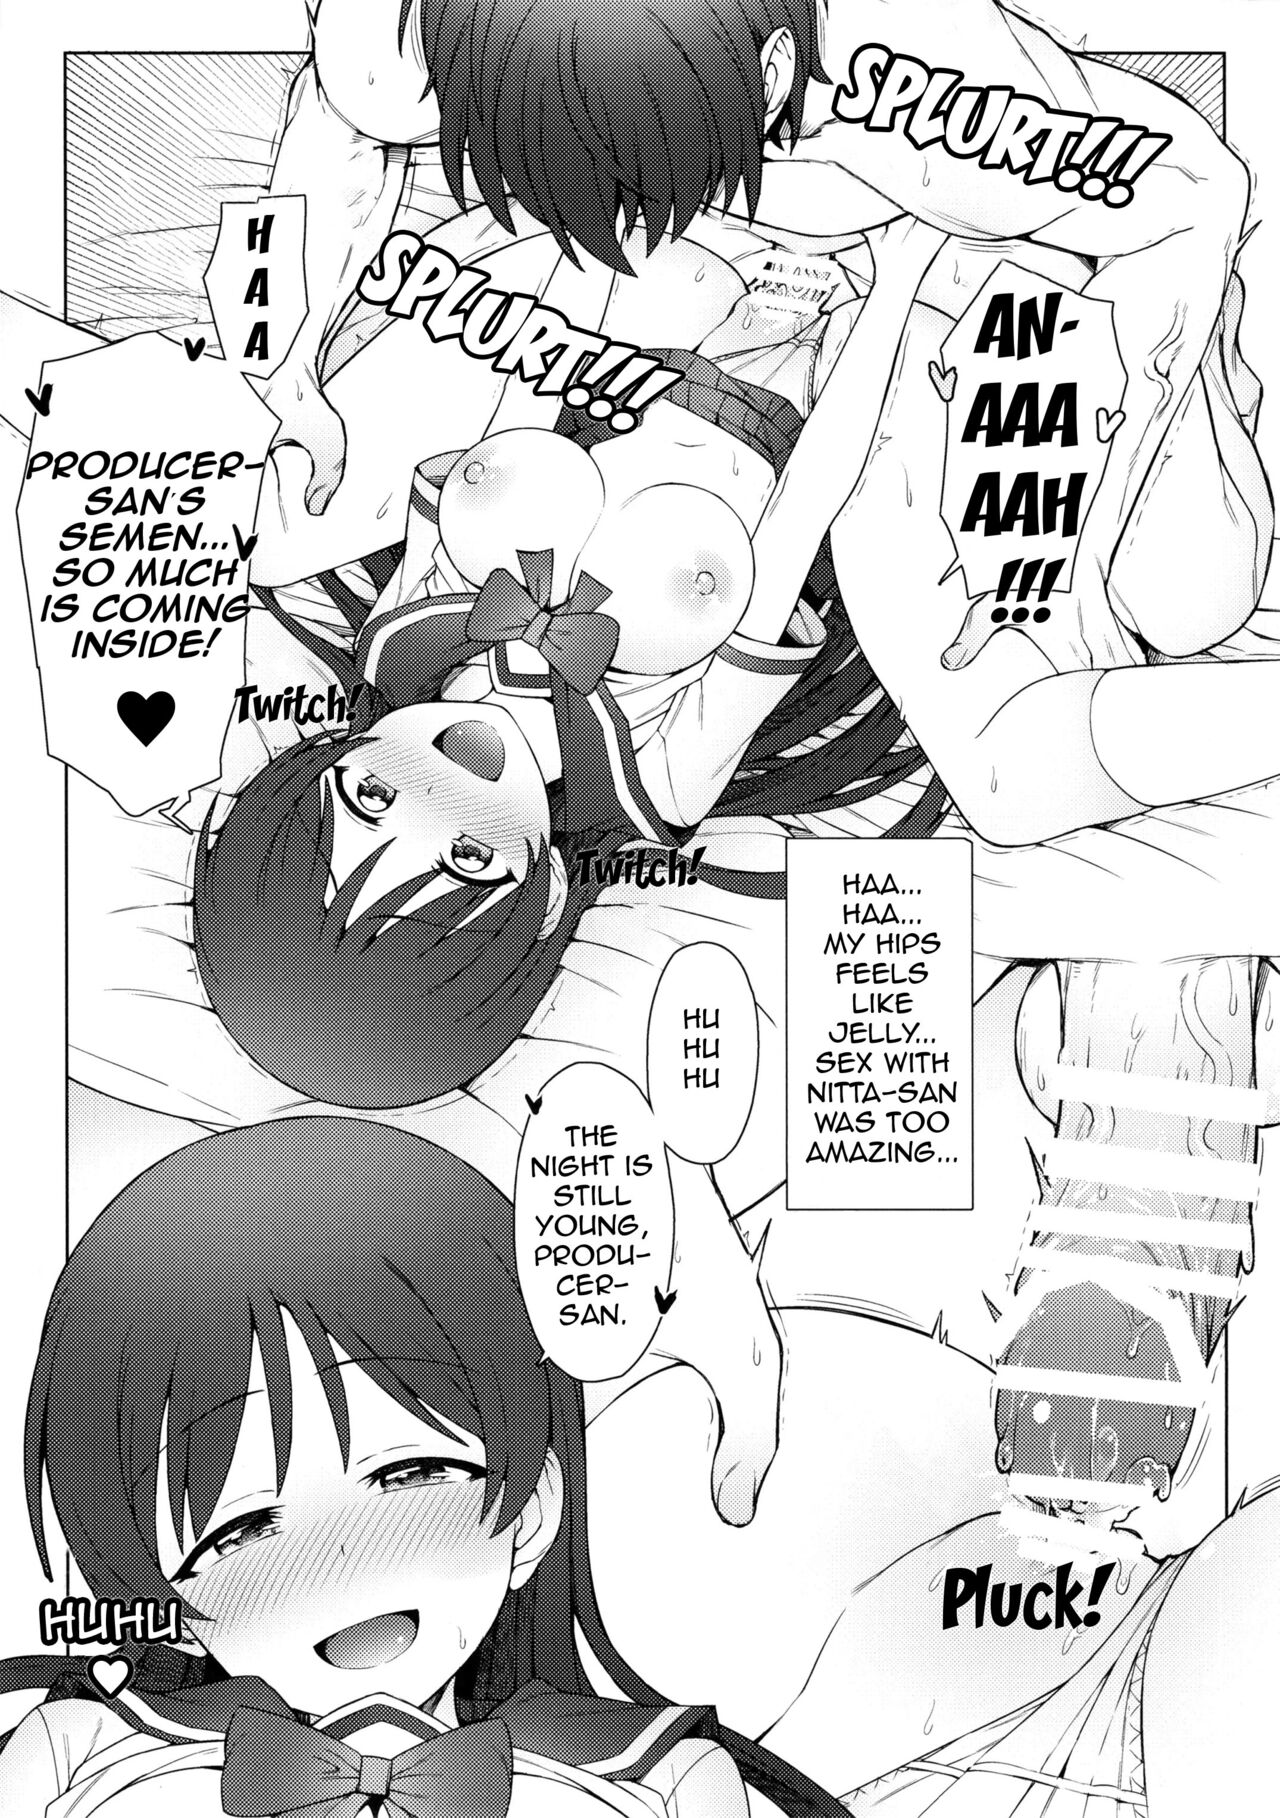 SPLURT!!!
HAA
SPLURT!!!
AN-
AAA
AAH
!!!
PRODUCER-
SAN'S
SEMEN...
SO MUCH
IS COMING
INSIDE!
Twitch!
Twitch!
HAA...
HAA...
MY HIPS
FEELS
LIKE
JELLY...
SEX WITH
NITTA-SAN
WAS TOO
AMAZING...
HU
HU
HU
THE
NIGHT IS
STILL
YOUNG,
PRODU-
CER-
SAN.
Pluck!
HUHU